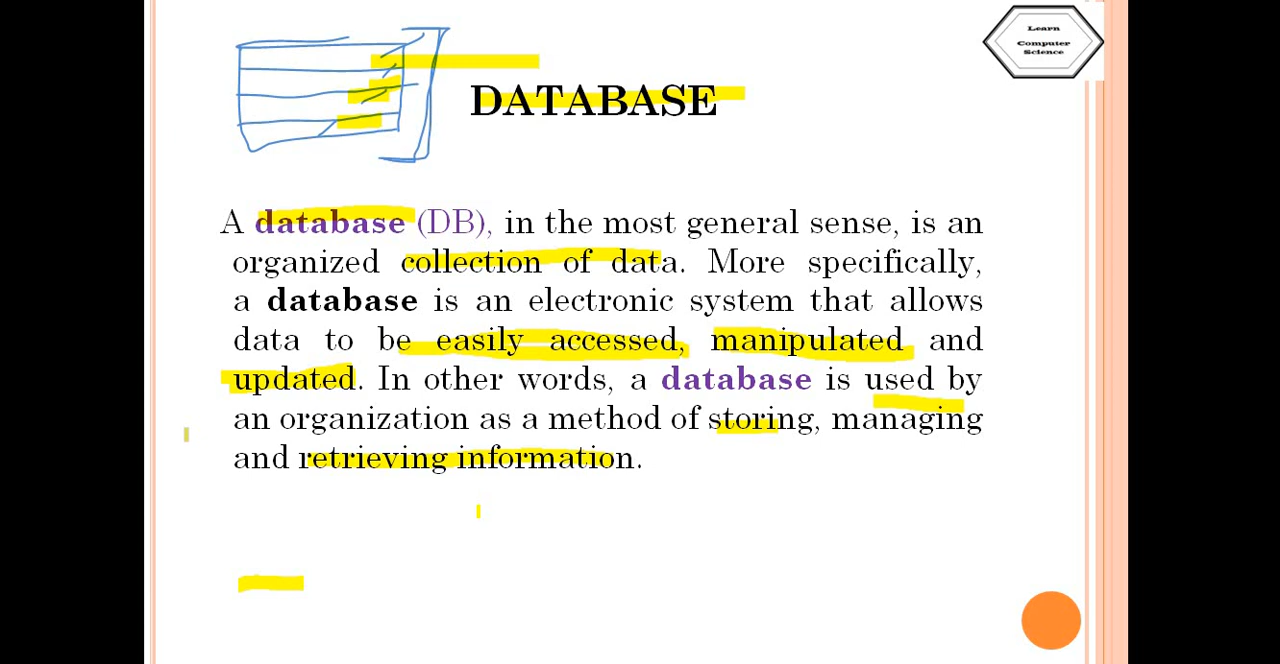 Learn
Computer
Science
DATABASE
A database (DB), in the most general sense, is an
organized collection of data. More specifically,
a database is an electronic system that allows
data to be easily accessed, manipulated and
updated. In other words, a database is used by
an organization as a method of storing, managing
and retrieving information.